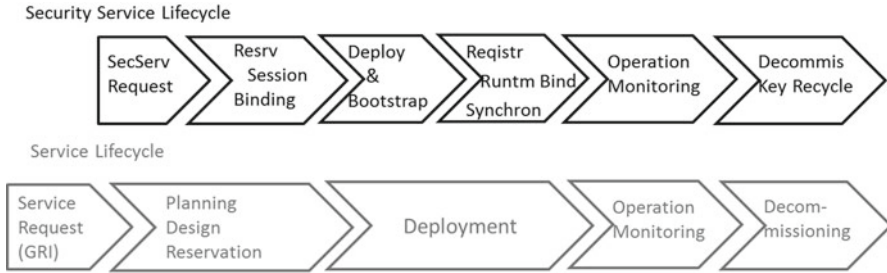 Security Service Lifecycle
SecServ
Request
Resrv
Session
Binding
Deploy
&
Bootstrap
Reqistr
Runtm Bind
Synchron
Operation
Monitoring
Decommis
Key Recycle
Service Lifecycle
Service
Request
(GRI)
Planning
Design
Reservation
Deployment
Operation
Monitoring
Decom-
missioning